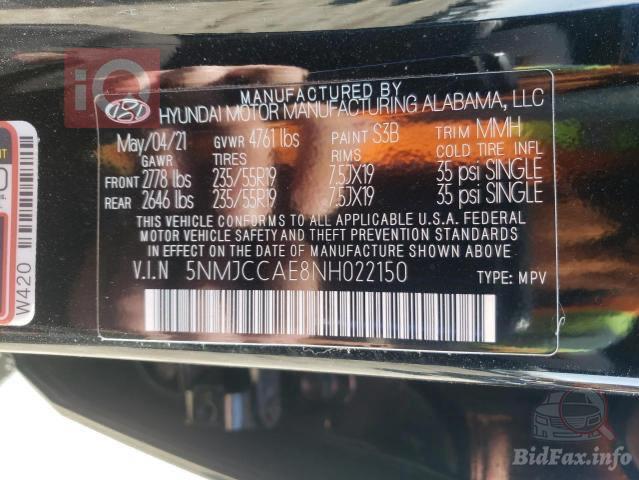 iQ
MANUFACTURED BY
HYUNDAI MOTOR MANUFACTURING ALABAMA, LLC
May/04/21 GVWR 4761 lbs PAINT S3B TRIM MMH
GAWR TIRES RIMS COLD TIRE INFL
FRONT 2778 lbs 235/55R19 7.5JX19 35 psi SINGLE
REAR 2646 lbs 235/55R19 7.5JX19 35 psi SINGLE
THIS VEHICLE CONFORMS TO ALL APPLICABLE U.S.A. FEDERAL
MOTOR VEHICLE SAFETY AND THEFT PREVENTION STANDARDS
IN EFFECT ON THE DATE OF MANUFACTURE SHOWN ABOVE.
V.I.N 5NMJCCAE8NH022150 TYPE: MPV
W420
BidFax.info